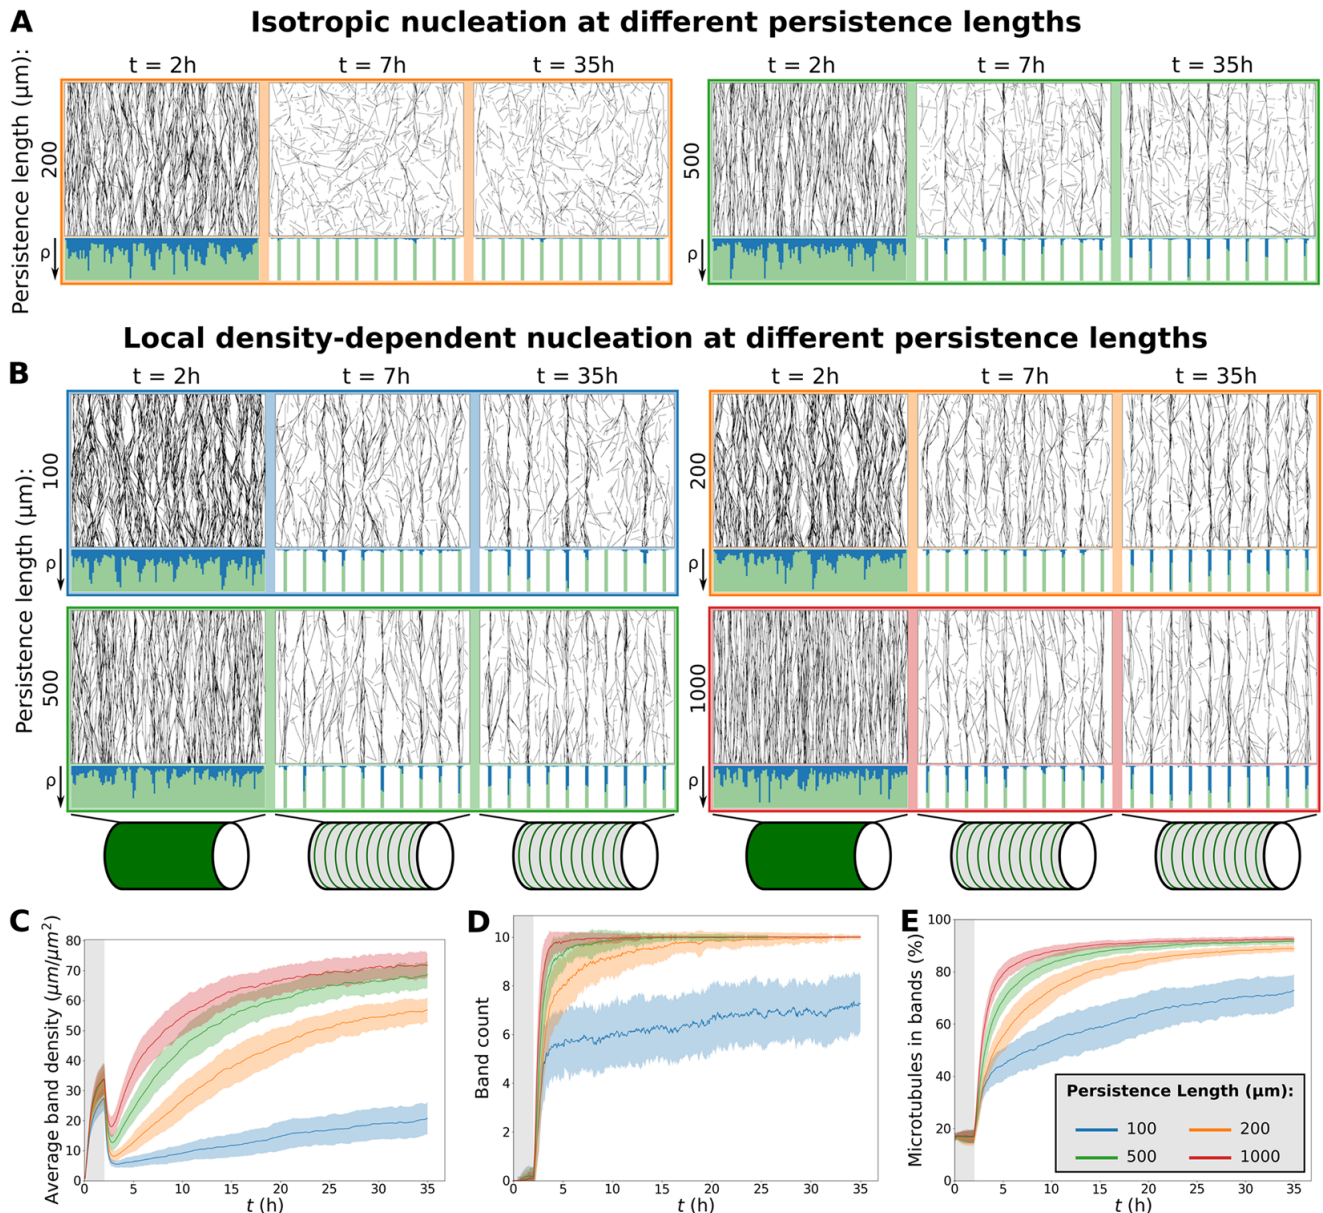 A
Isotropic nucleation at different persistence lengths
Persistence length (µm):
t = 2h t = 7h t = 35h
t = 2h t = 7h t = 35h
200
500
ρ
ρ
Local density-dependent nucleation at different persistence lengths
B
t = 2h t = 7h t = 35h
t = 2h t = 7h t = 35h
Persistence length (µm):
100
200
ρ
ρ
500
1000
ρ
ρ
C
Average band density (µm/µm²)
80
70
60
50
40
30
20
10
0
0 5 10 15 20 25 30 35
t (h)
D
Band count
10
8
6
4
2
0
0 5 10 15 20 25 30 35
t (h)
E
Microtubules in bands (%)
100
80
60
40
20
0
0 5 10 15 20 25 30 35
t (h)
Persistence Length (µm):
100 200
500 1000